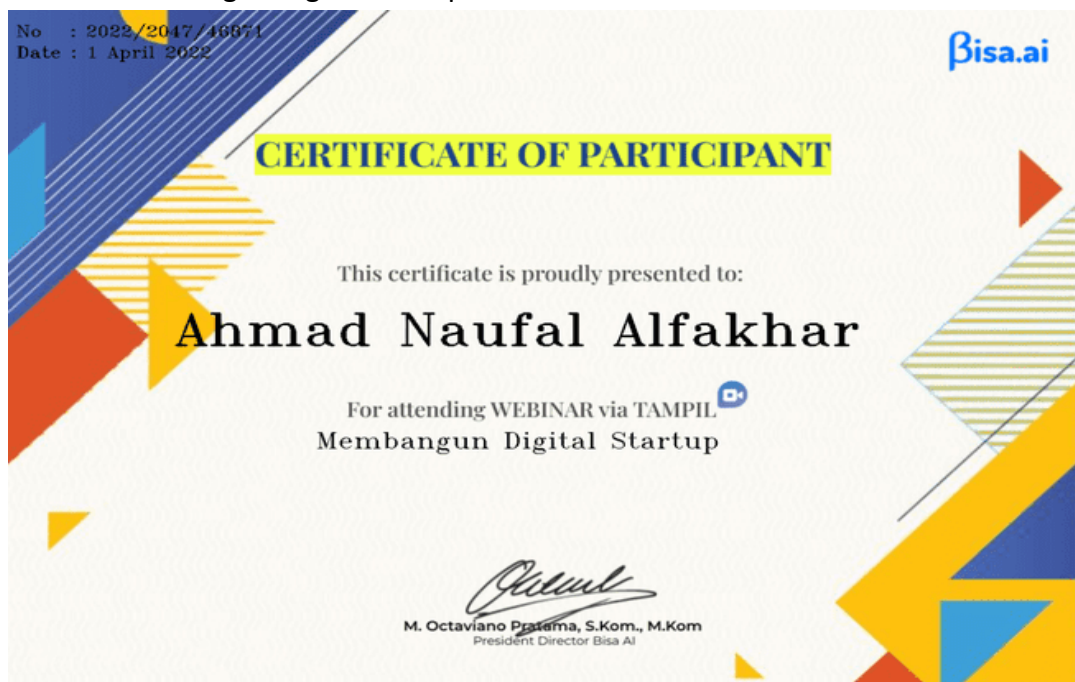 No : 2022/2047/46871
Date : 1 April 2022
βisa.ai
CERTIFICATE OF PARTICIPANT
This certificate is proudly presented to:
Ahmad Naufal Alfakhar
For attending WEBINAR via TAMPIL
Membangun Digital Startup
M. Octaviano Pratama, S.Kom., M.Kom
President Director Bisa AI